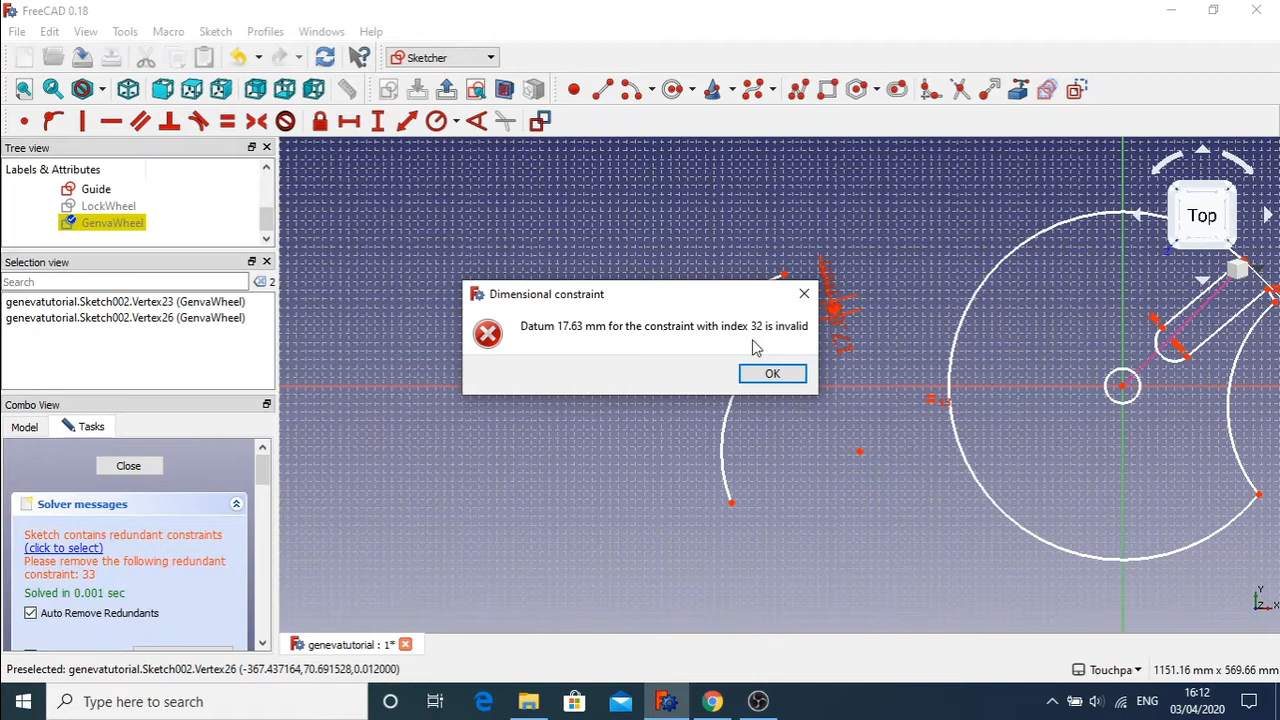 FreeCAD 0.18
File Edit View Tools Macro Sketch Profiles Windows Help
Sketcher
Tree view
Labels & Attributes
Guide
LockWheel
GenvaWheel
Selection view
Search
2
genevatutorial.Sketch002.Vertex23 (GenvaWheel)
genevatutorial.Sketch002.Vertex26 (GenvaWheel)
Combo View
Model Tasks
Close
Solver messages
Sketch contains redundant constraints
(click to select)
Please remove the following redundant
constraint: 33
Solved in 0.001 sec
Auto Remove Redundants
Dimensional constraint
Datum 17.63 mm for the constraint with index 32 is invalid
OK
Top
Y
Z X
genevatutorial : 1*
Preselected: genevatutorial.Sketch002.Vertex26 (-367.437164,70.691528,0.012000)
Touchpa
1151.16 mm x 569.66 mm
Type here to search
ENG
16:12
03/04/2020